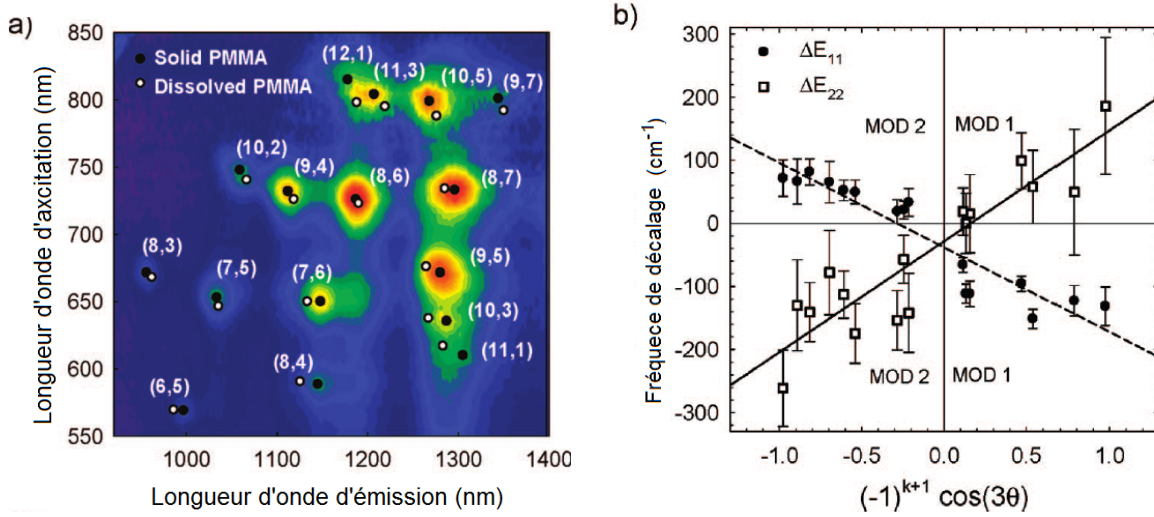 a)
850
800
750
700
650
600
550
Longueur d'onde d'axcitation (nm)
Solid PMMA
Dissolved PMMA
(12,1)
(11,3)
(10,5)
(9,7)
(10,2)
(9,4)
(8,6)
(8,7)
(8,3)
(7,5)
(7,6)
(9,5)
(10,3)
(11,1)
(8,4)
(6,5)
1000 1100 1200 1300 1400
Longueur d'onde d'émission (nm)
b)
300
200
100
0
-100
-200
-300
Fréquece de décalage (cm⁻¹)
ΔE₁₁
ΔE₂₂
MOD 2 MOD 1
MOD 2 MOD 1
-1.0 -0.5 0.0 0.5 1.0
(-1)ᵏ⁺¹ cos(3θ)